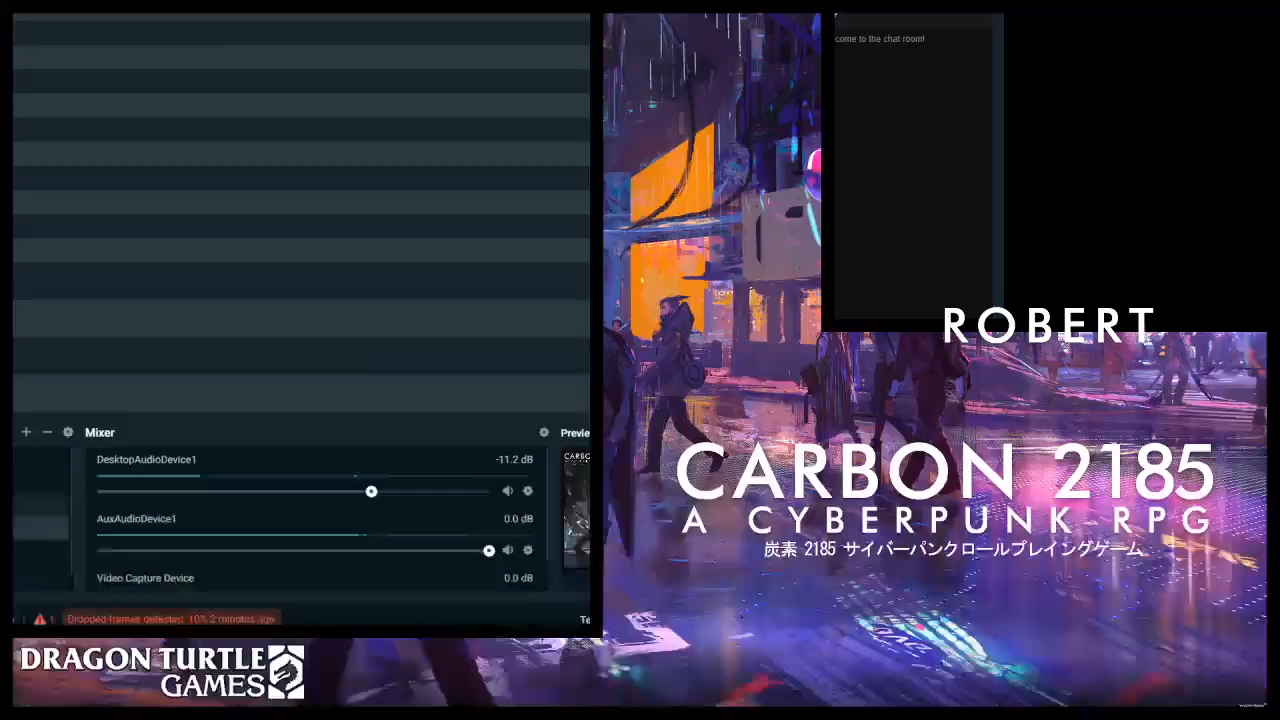 come to the chat room!
ROBERT
Mixer
Previe
DesktopAudioDevice1
-11.2 dB
CARBO
AuxAudioDevice1
0.0 dB
Video Capture Device
0.0 dB
Dropped frames detected: 10% 2 minutes ago
Te
CARBON 2185
A CYBERPUNK RPG
炭素 2185 サイバーパンクロールプレイングゲーム
DRAGON TURTLE
GAMES